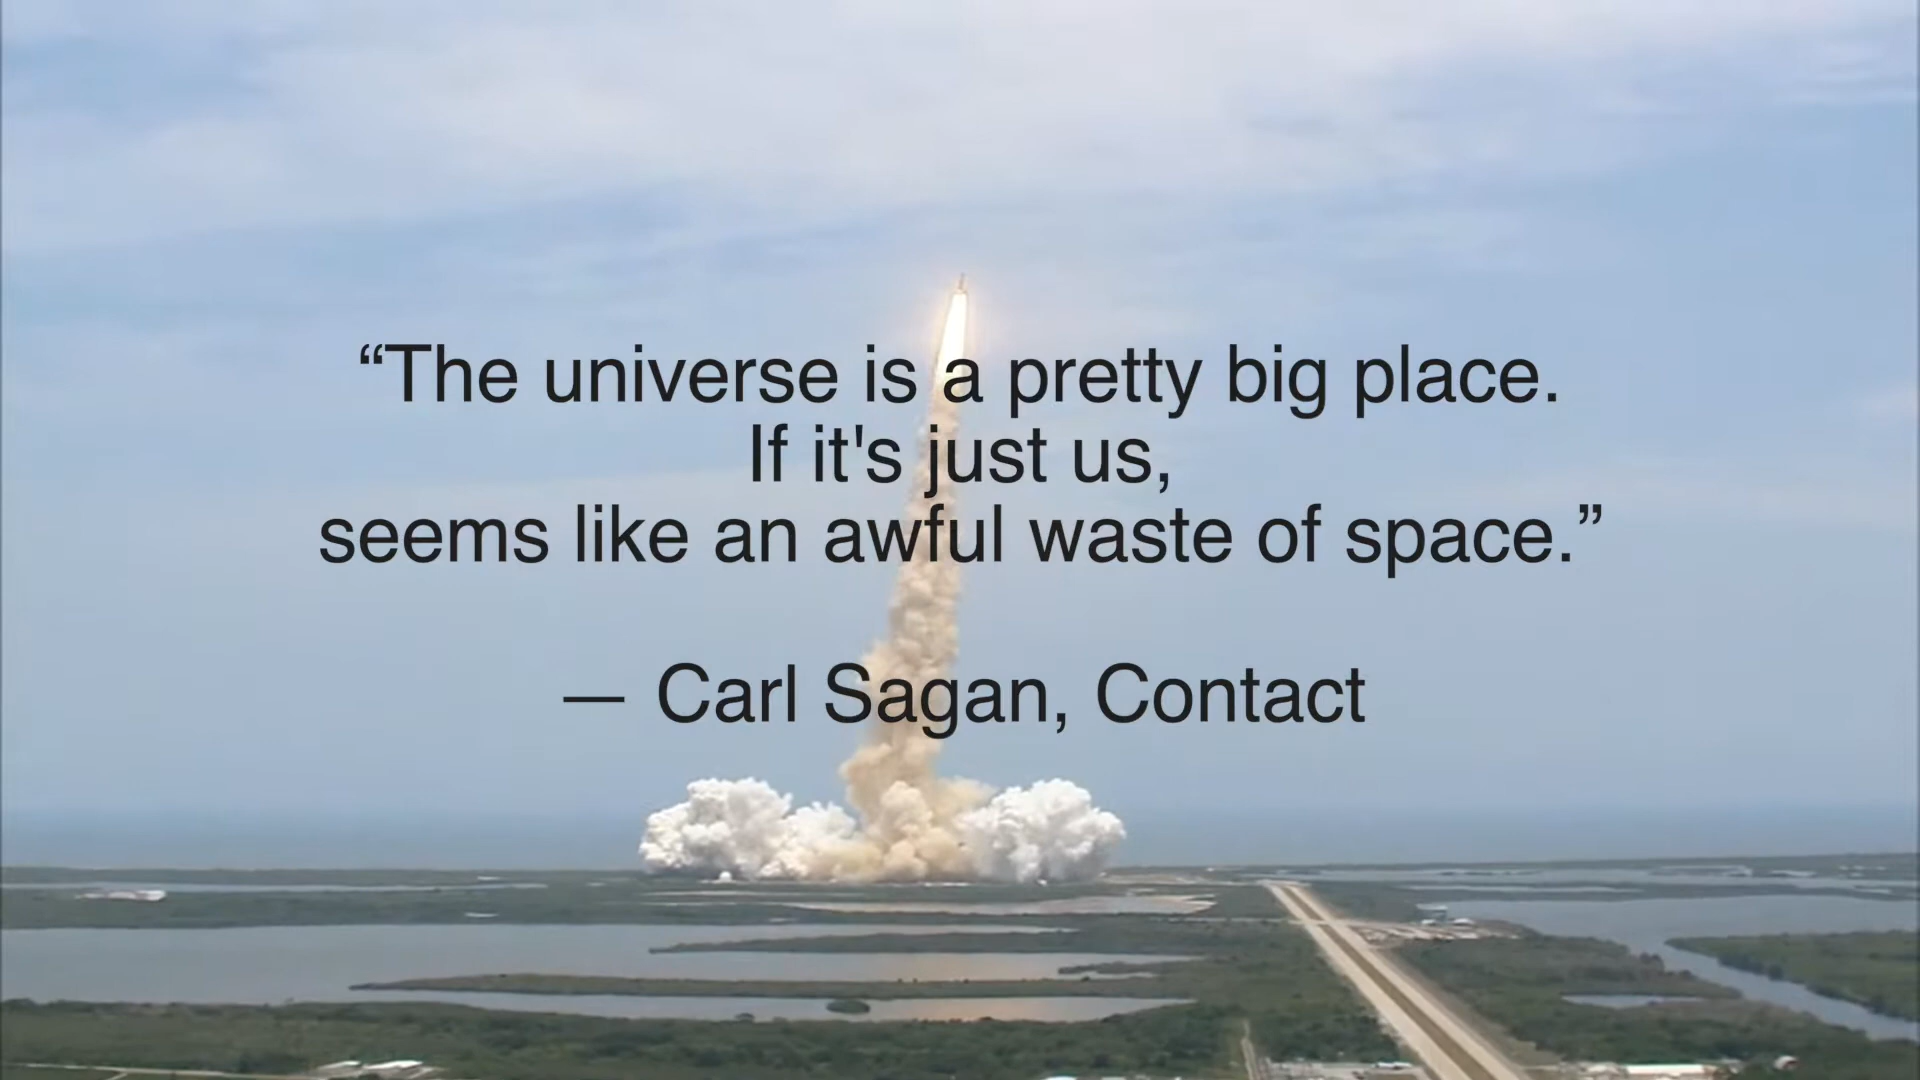 “The universe is a pretty big place.
If it's just us,
seems like an awful waste of space.”
— Carl Sagan, Contact